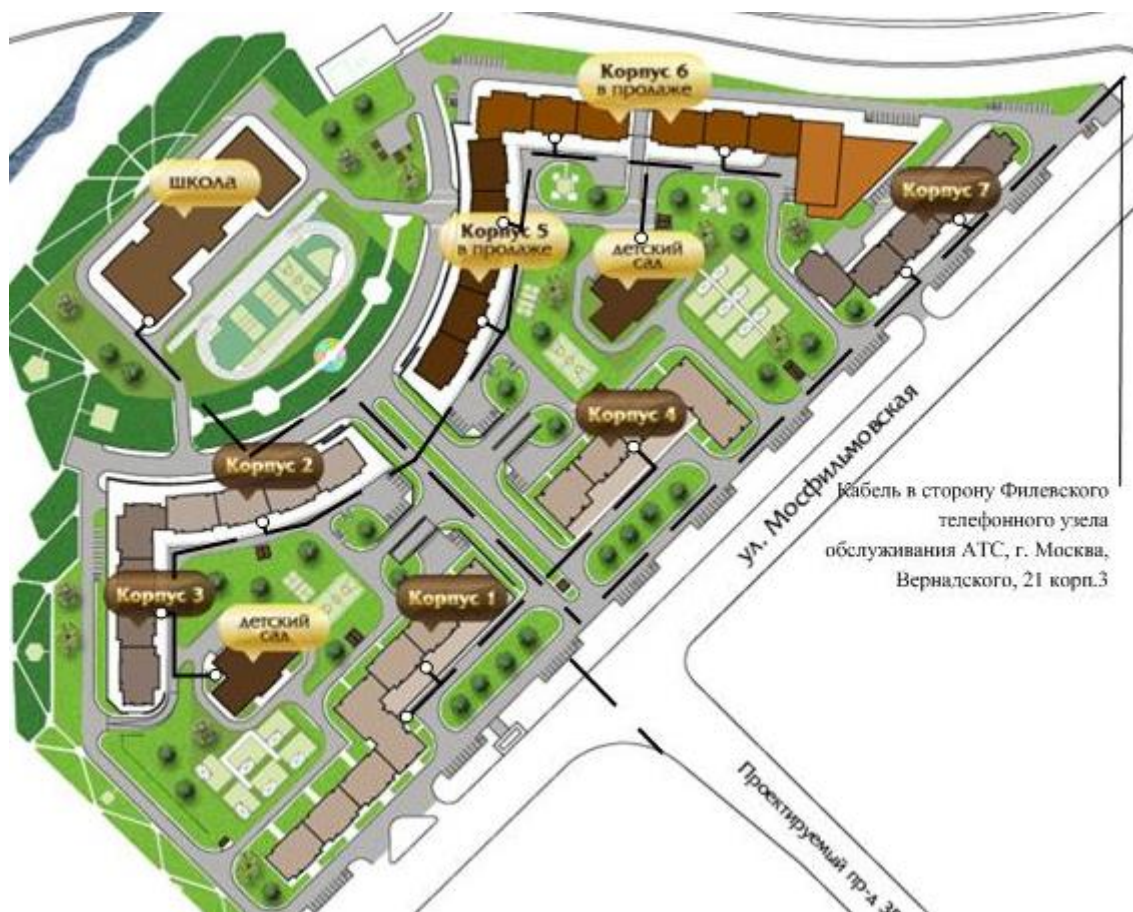 Корпус 6
в продаже
школа
Корпус 7
Корпус 5
в продаже
детский
сад
Корпус 4
ул. Мосфильмовская
Корпус 2
Кабель в сторону Филевского
телефонного узела
обслуживания АТС, г. Москва,
Вернадского, 21 корп.3
Корпус 3
Корпус 1
детский
сад
Проектируемый пр-д